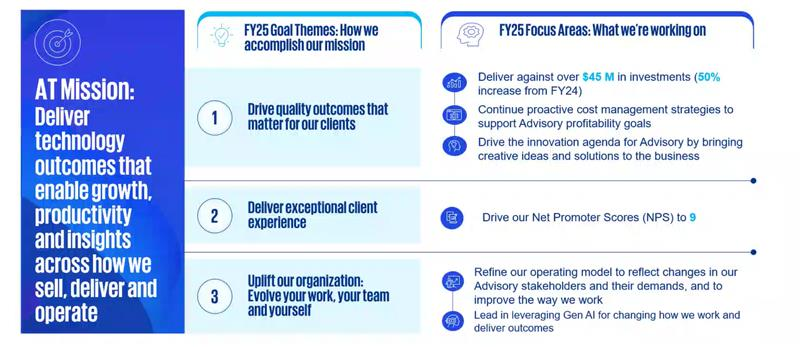 AT Mission:
Deliver
technology
outcomes that
enable growth,
productivity
and insights
across how we
sell, deliver and
operate
FY25 Goal Themes: How we
accomplish our mission
FY25 Focus Areas: What we're working on
1
Drive quality outcomes that
matter for our clients
Deliver against over $45 M in investments (50%
increase from FY24)
Continue proactive cost management strategies to
support Advisory profitability goals
Drive the innovation agenda for Advisory by bringing
creative ideas and solutions to the business
2
Deliver exceptional client
experience
Drive our Net Promoter Scores (NPS) to 9
3
Uplift our organization:
Evolve your work, your team
and yourself
Refine our operating model to reflect changes in our
Advisory stakeholders and their demands, and to
improve the way we work
Lead in leveraging Gen AI for changing how we work and
deliver outcomes